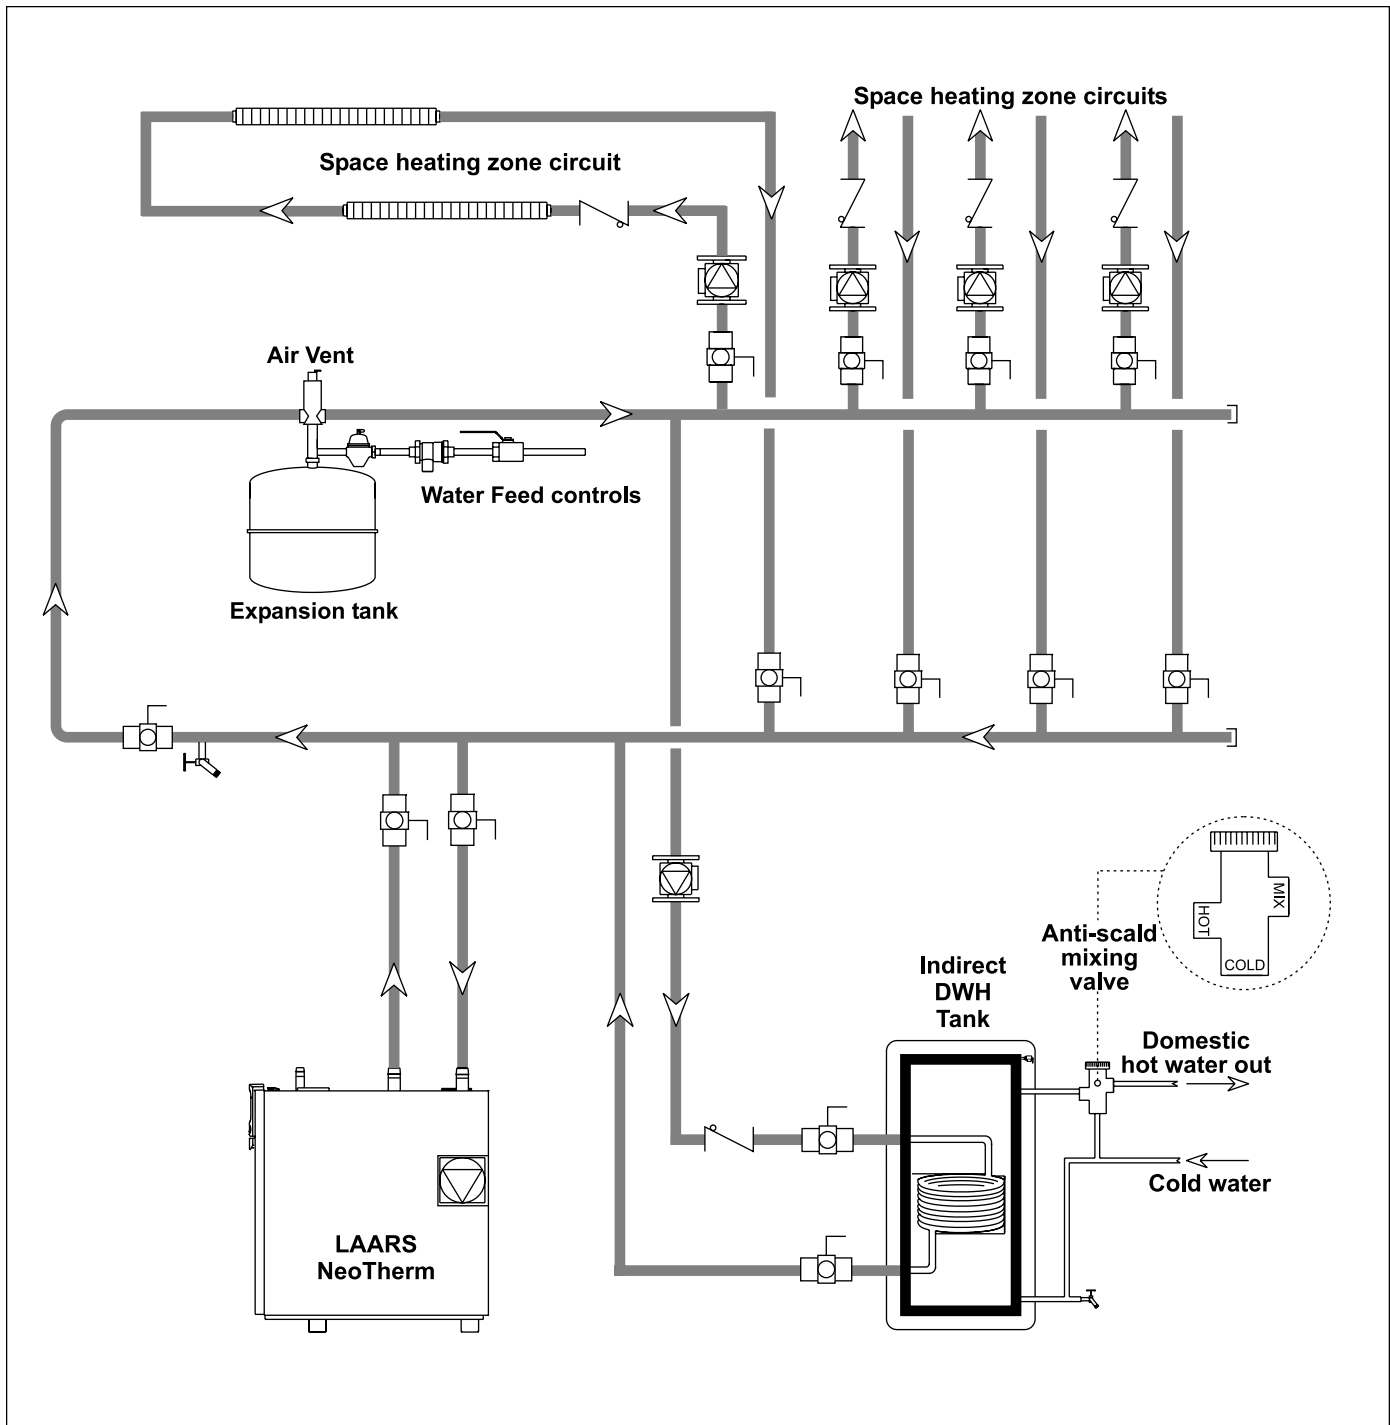 Space heating zone circuits
Space heating zone circuit
Air Vent
Water Feed controls
Expansion tank
MIX
HOT
COLD
Anti-scald
mixing
valve
Indirect
DWH
Tank
Domestic
hot water out
Cold water
LAARS
NeoTherm